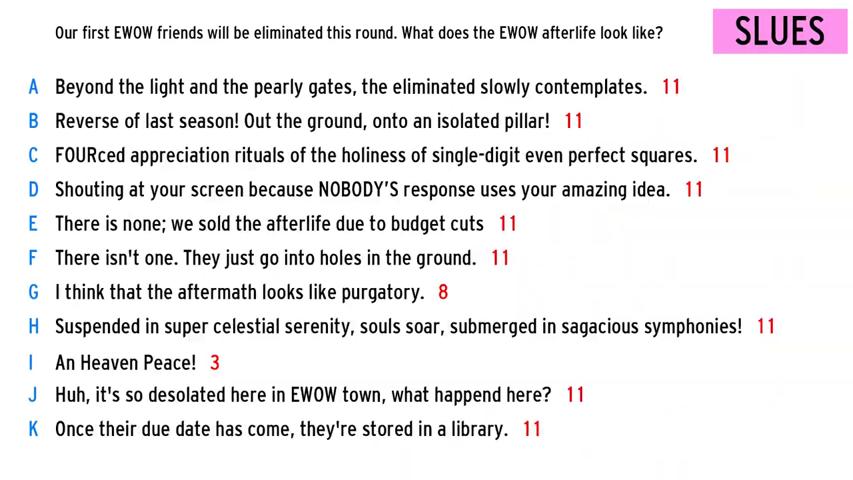 Our first EWOW friends will be eliminated this round. What does the EWOW afterlife look like?
SLUES
A Beyond the light and the pearly gates, the eliminated slowly contemplates. 11
B Reverse of last season! Out the ground, onto an isolated pillar! 11
C FOURced appreciation rituals of the holiness of single-digit even perfect squares. 11
D Shouting at your screen because NOBODY'S response uses your amazing idea. 11
E There is none; we sold the afterlife due to budget cuts 11
F There isn't one. They just go into holes in the ground. 11
G I think that the aftermath looks like purgatory. 8
H Suspended in super celestial serenity, souls soar, submerged in sagacious symphonies! 11
I An Heaven Peace! 3
J Huh, it's so desolated here in EWOW town, what happend here? 11
K Once their due date has come, they're stored in a library. 11